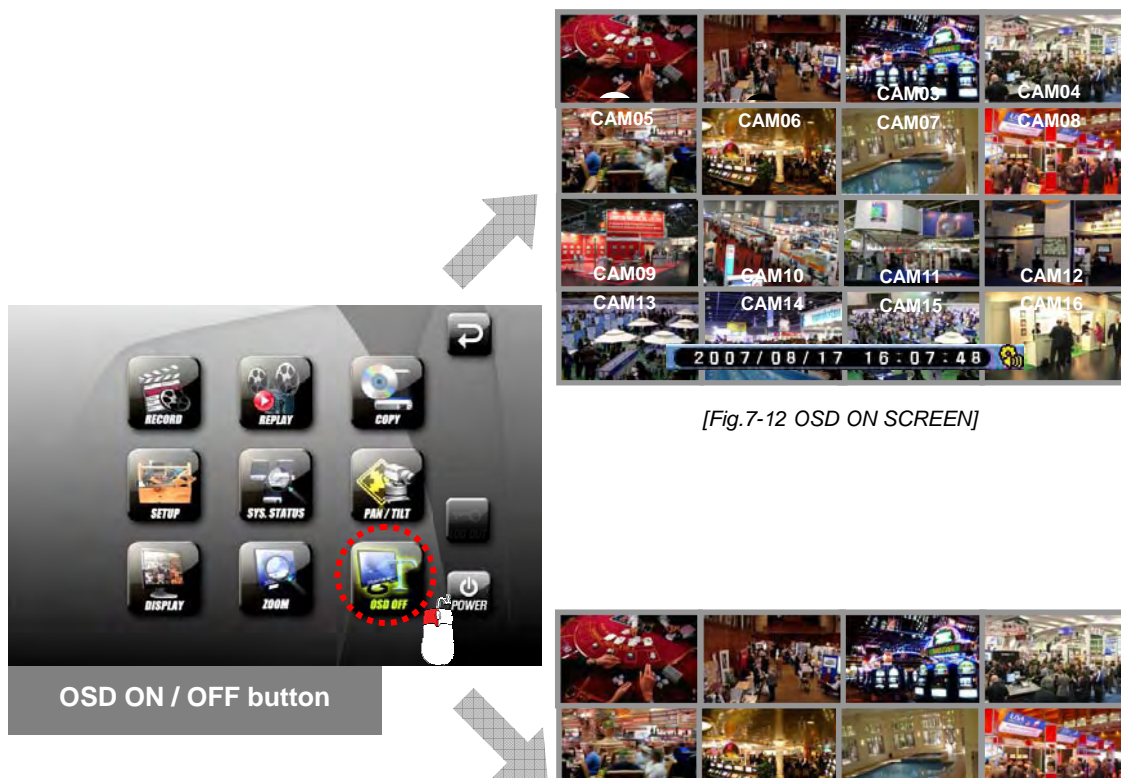 CAM03 CAM04
CAM05 CAM06 CAM07 CAM08
CAM09 CAM10 CAM11 CAM12
CAM13 CAM14 CAM15 CAM16
2007/08/17 16:07:48
[Fig.7-12 OSD ON SCREEN]
RECORD REPLAY COPY
SETUP SYS. STATUS PAN / TILT
LOG OUT
DISPLAY ZOOM OSD OFF
POWER
OSD ON / OFF button